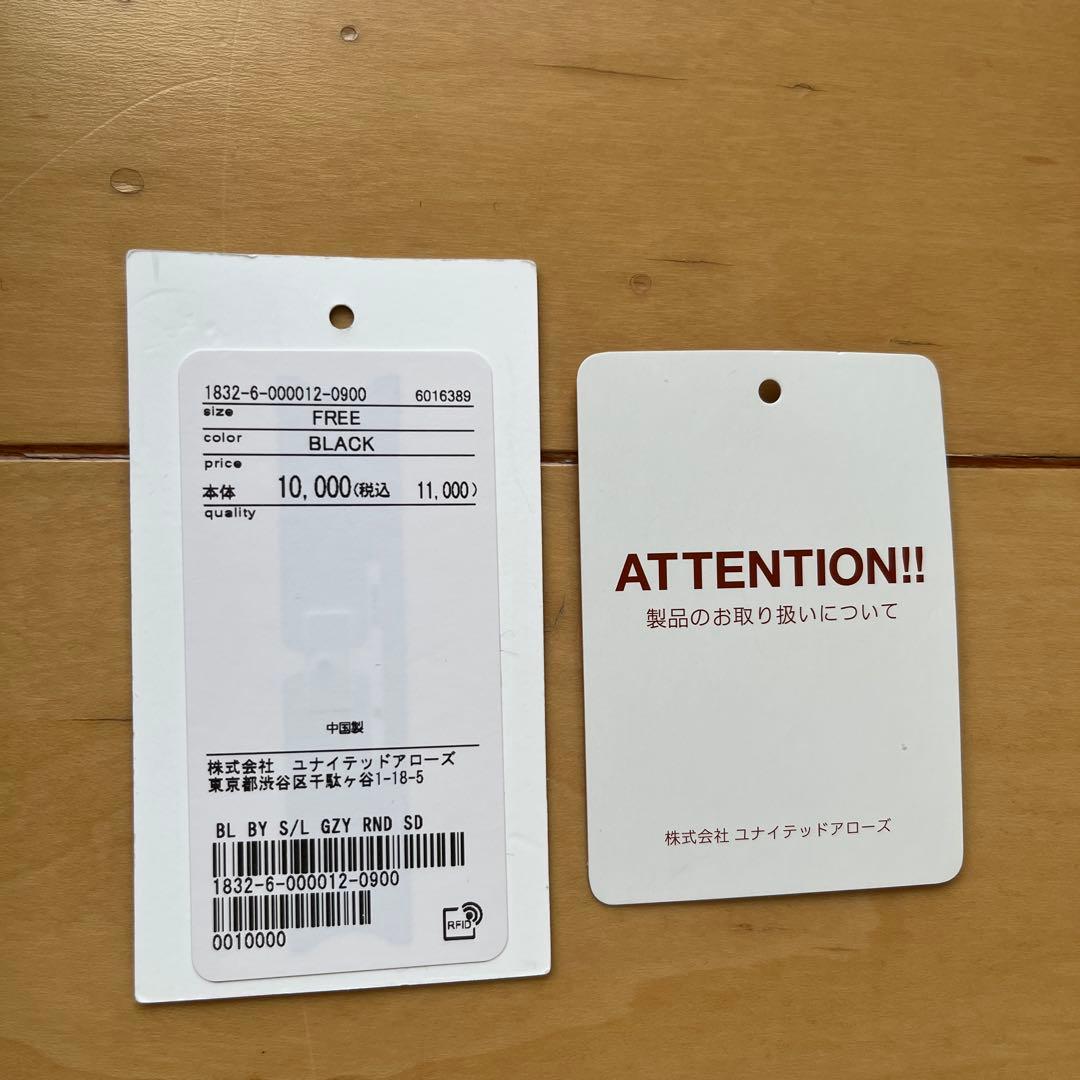 1832-6-000012-0900 6016389
size FREE
color BLACK
price
本体 10,000(税込 11,000)
quality
中国製
株式会社 ユナイテッドアローズ
東京都渋谷区千駄ヶ谷1-18-5
BL BY S/L GZY RND SD
1832-6-000012-0900
0010000
RFID
ATTENTION!!
製品のお取り扱いについて
株式会社 ユナイテッドアローズ